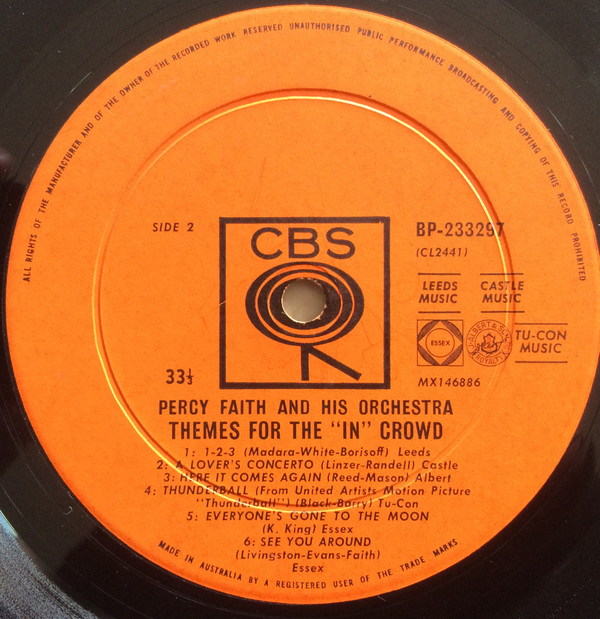 ALL RIGHTS OF THE MANUFACTURER AND OF THE OWNER OF THE RECORDED WORK RESERVED UNAUTHORISED PUBLIC PERFORMANCE BROADCASTING AND COPYING OF THIS RECORD PROHIBITED
SIDE 2
CBS
BP-233297
(CL2441)
LEEDS MUSIC
CASTLE MUSIC
ESSEX
TU-CON MUSIC
MX146886
33⅓
PERCY FAITH AND HIS ORCHESTRA
THEMES FOR THE "IN" CROWD
1: 1-2-3 (Madara-White-Borisoff) Leeds
2: A LOVER'S CONCERTO (Linzer-Randell) Castle
3: HERE IT COMES AGAIN (Reed-Mason) Albert
4: THUNDERBALL (From United Artists Motion Picture
"Thunderball") (Black-Barry) Tu-Con
5: EVERYONE'S GONE TO THE MOON
(K. King) Essex
6: SEE YOU AROUND
(Livingston-Evans-Faith)
Essex
MADE IN AUSTRALIA BY A REGISTERED USER OF THE TRADE MARKS